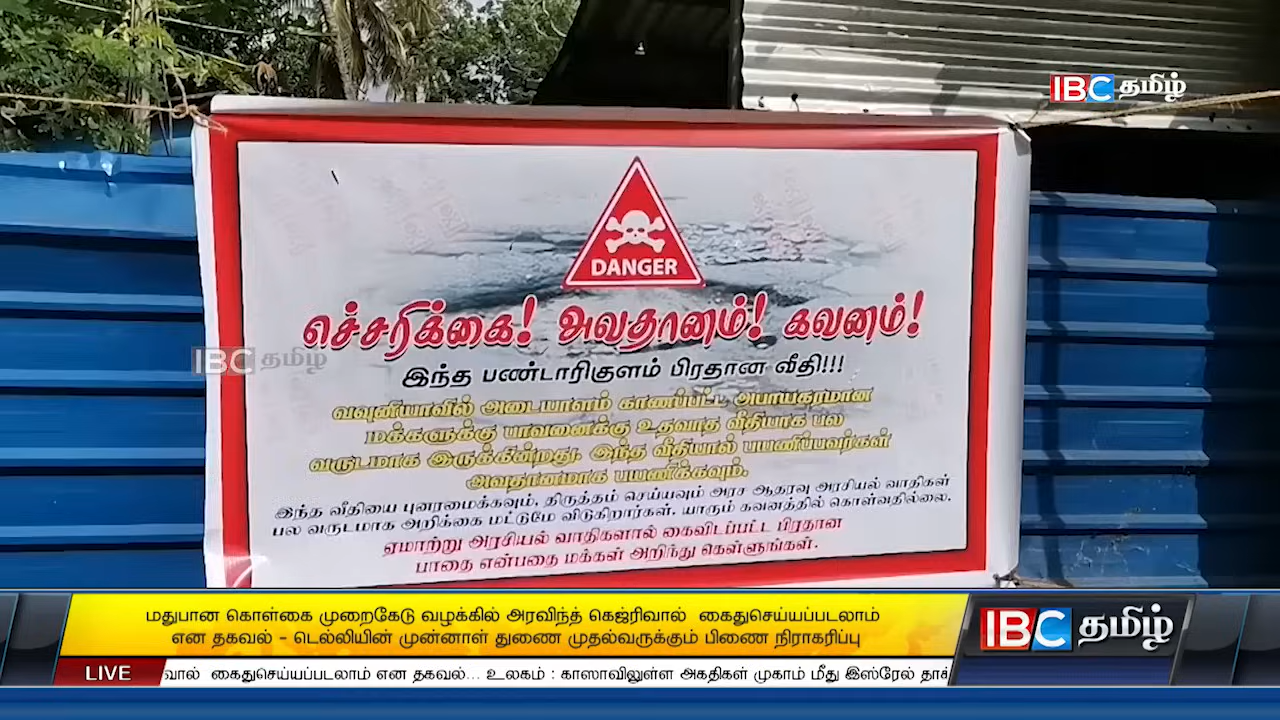 IBC தமிழ்
DANGER
எச்சரிக்கை! அவதானம்! கவனம்!
IBC தமிழ்
இந்த பண்டாரிகுளம் பிரதான வீதி!!!
வவுனியாவில் அடையாளம் காணப்பட்ட அபாயகரமான
மக்களுக்கு பாவனைக்கு உதவாத வீதியாக பல
வருடமாக இருக்கின்றது, இந்த வீதியால் பயணிப்பவர்கள்
அவதானமாக பயணிக்கவும்.
இந்த வீதியை புனரமைக்கவும், திருத்தம் செய்யவும் அரச ஆதரவு அரசியல் வாதிகள்
பல வருடமாக அறிக்கை மட்டுமே விடுகிறார்கள். யாரும் கவனத்தில் கொள்வதில்லை.
ஏமாற்று அரசியல் வாதிகளால் கைவிடப்பட்ட பிரதான
பாதை என்பதை மக்கள் அறிந்து கெள்ளுங்கள்.
மதுபான கொள்கை முறைகேடு வழக்கில் அரவிந்த் கெஜ்ரிவால் கைதுசெய்யப்படலாம்
என தகவல் - டெல்லியின் முன்னாள் துணை முதல்வருக்கும் பிணை நிராகரிப்பு
IBC தமிழ்
LIVE
வால் கைதுசெய்யப்படலாம் என தகவல்... உலகம் : காஸாவிலுள்ள அகதிகள் முகாம் மீது இஸ்ரேல் தாக்